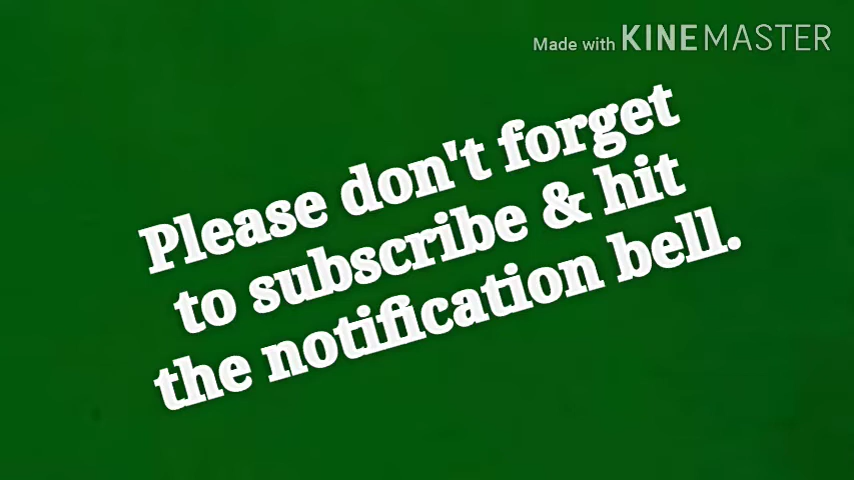 Made with KINEMASTER
Please don't forget
to subscribe & hit
the notification bell.